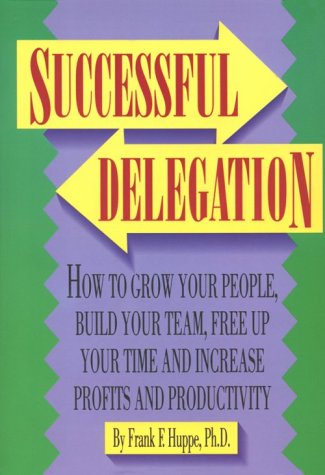 SUCCESSFUL
DELEGATION
HOW TO GROW YOUR PEOPLE,
BUILD YOUR TEAM, FREE UP
YOUR TIME AND INCREASE
PROFITS AND PRODUCTIVITY
By Frank F. Huppe, Ph.D.